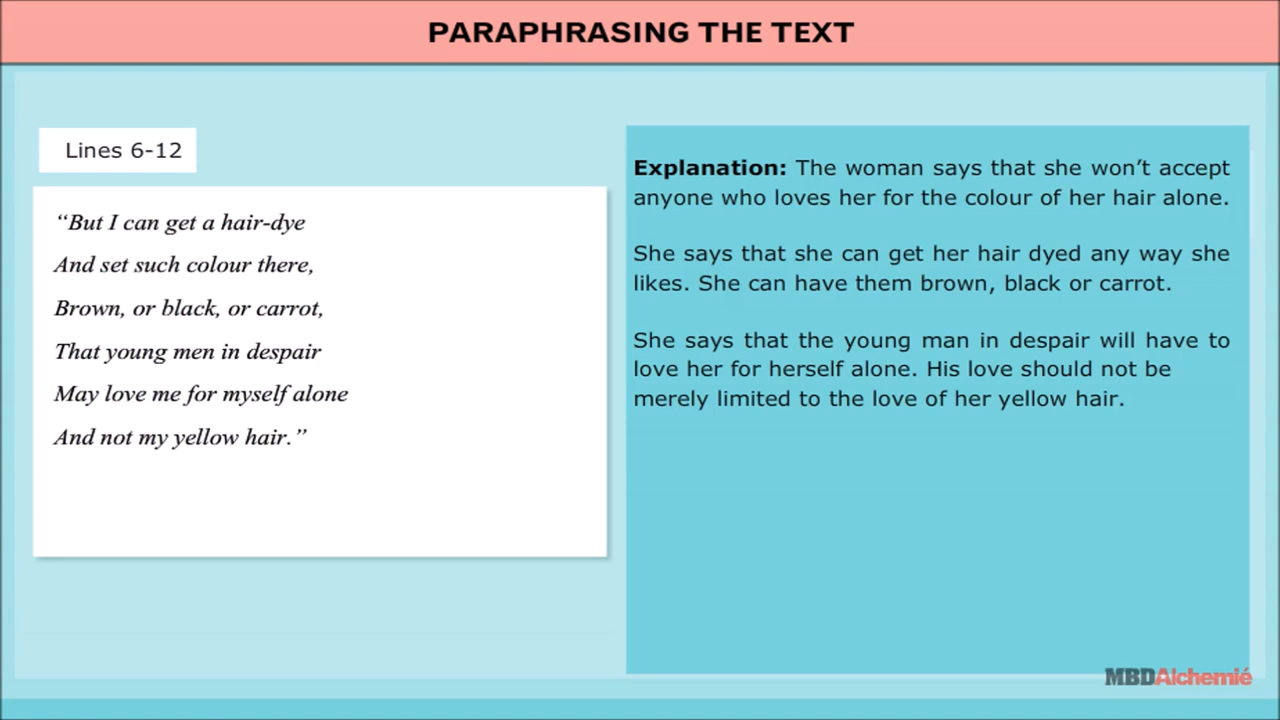 PARAPHRASING THE TEXT
Lines 6-12
“But I can get a hair-dye
And set such colour there,
Brown, or black, or carrot,
That young men in despair
May love me for myself alone
And not my yellow hair.”
Explanation: The woman says that she won’t accept
anyone who loves her for the colour of her hair alone.
She says that she can get her hair dyed any way she
likes. She can have them brown, black or carrot.
She says that the young man in despair will have to
love her for herself alone. His love should not be
merely limited to the love of her yellow hair.
MBDAlchemié